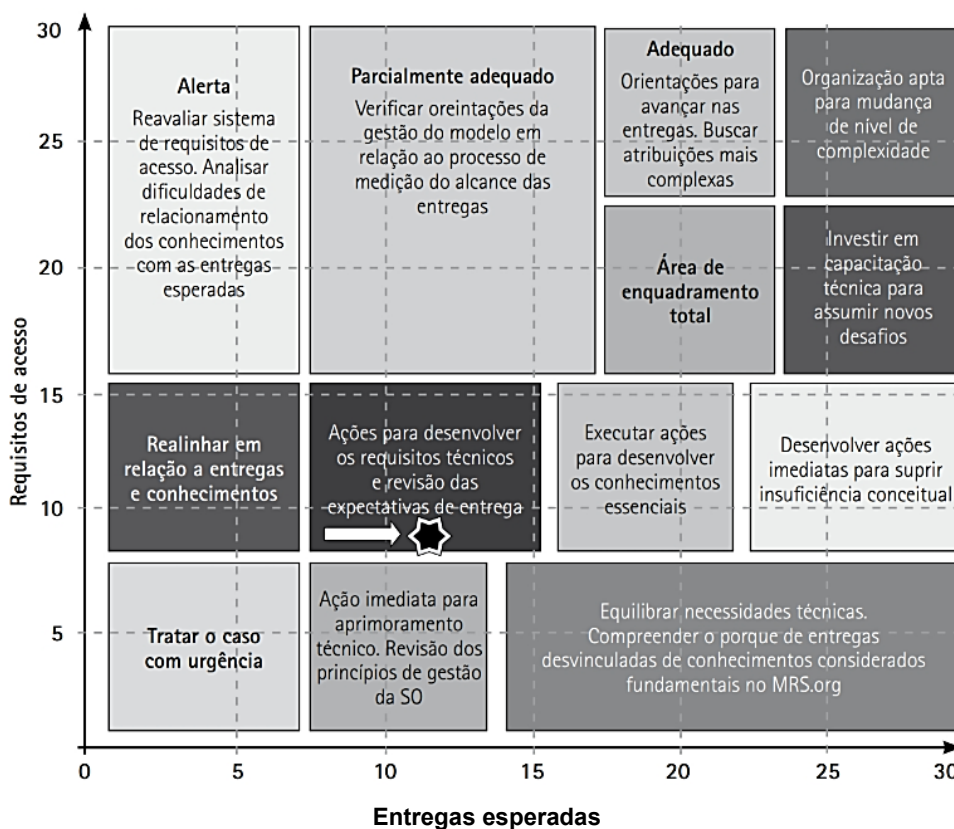 30
25
20
15
10
5
Requisitos de acesso
Alerta
Reavaliar sistema
de requisitos de
acesso. Analisar
dificuldades de
relacionamento
dos conhecimentos
com as entregas
esperadas
Parcialmente adequado
Verificar oreintações da
gestão do modelo em
relação ao processo de
medição do alcance das
entregas
Adequado
Orientações para
avançar nas
entregas. Buscar
atribuições mais
complexas
Organização apta
para mudança
de nível de
complexidade
Área de
enquadramento
total
Investir em
capacitação
técnica para
assumir novos
desafios
Realinhar em
relação a entregas
e conhecimentos
Ações para desenvolver
os requisitos técnicos
e revisão das
expectativas de entrega
Executar ações
para desenvolver
os conhecimentos
essenciais
Desenvolver ações
imediatas para suprir
insuficiência conceitual
Tratar o caso
com urgência
Ação imediata para
aprimoramento
técnico. Revisão dos
princípios de gestão
da SO
Equilibrar necessidades técnicas.
Compreender o porque de entregas
desvinculadas de conhecimentos considerados
fundamentais no MRS.org
0
5
10
15
20
25
30
Entregas esperadas